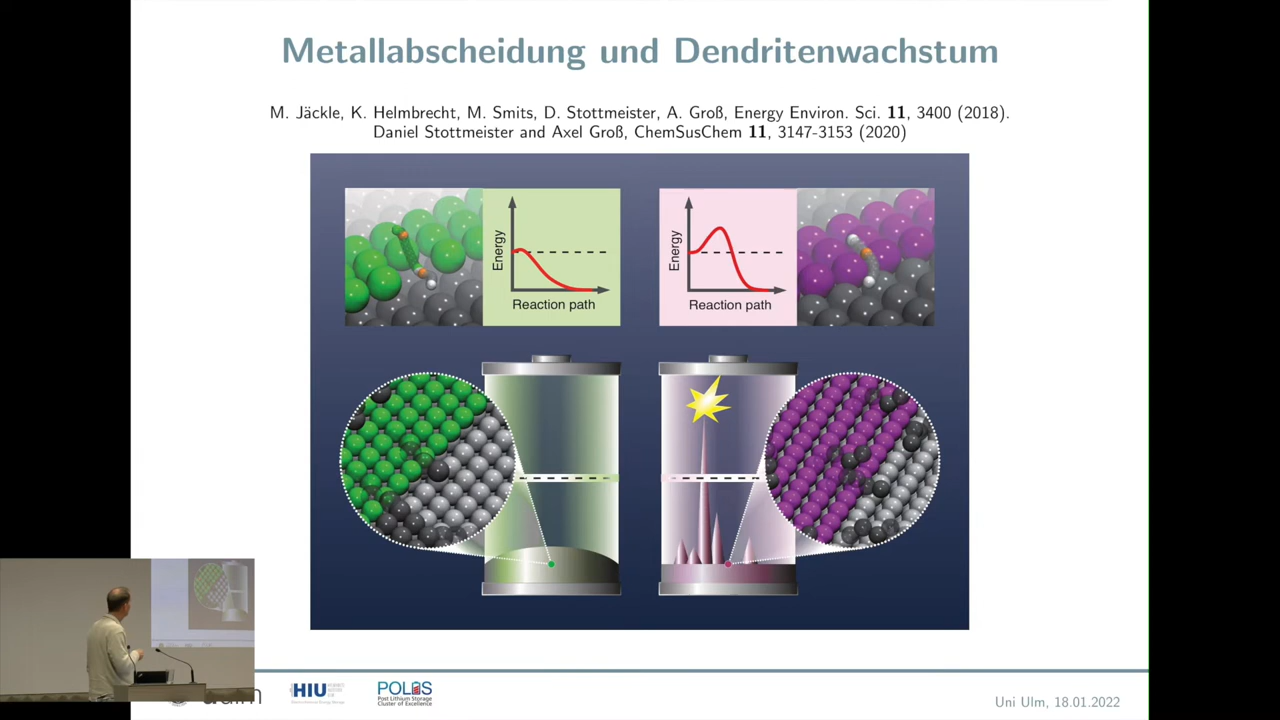 Metallabscheidung und Dendritenwachstum
M. Jäckle, K. Helmbrecht, M. Smits, D. Stottmeister, A. Groß, Energy Environ. Sci. 11, 3400 (2018).
Daniel Stottmeister and Axel Groß, ChemSusChem 11, 3147-3153 (2020)
Energy
Reaction path
Energy
Reaction path
HIU
POLiS
Post Lithium Storage
Cluster of Excellence
Uni Ulm, 18.01.2022